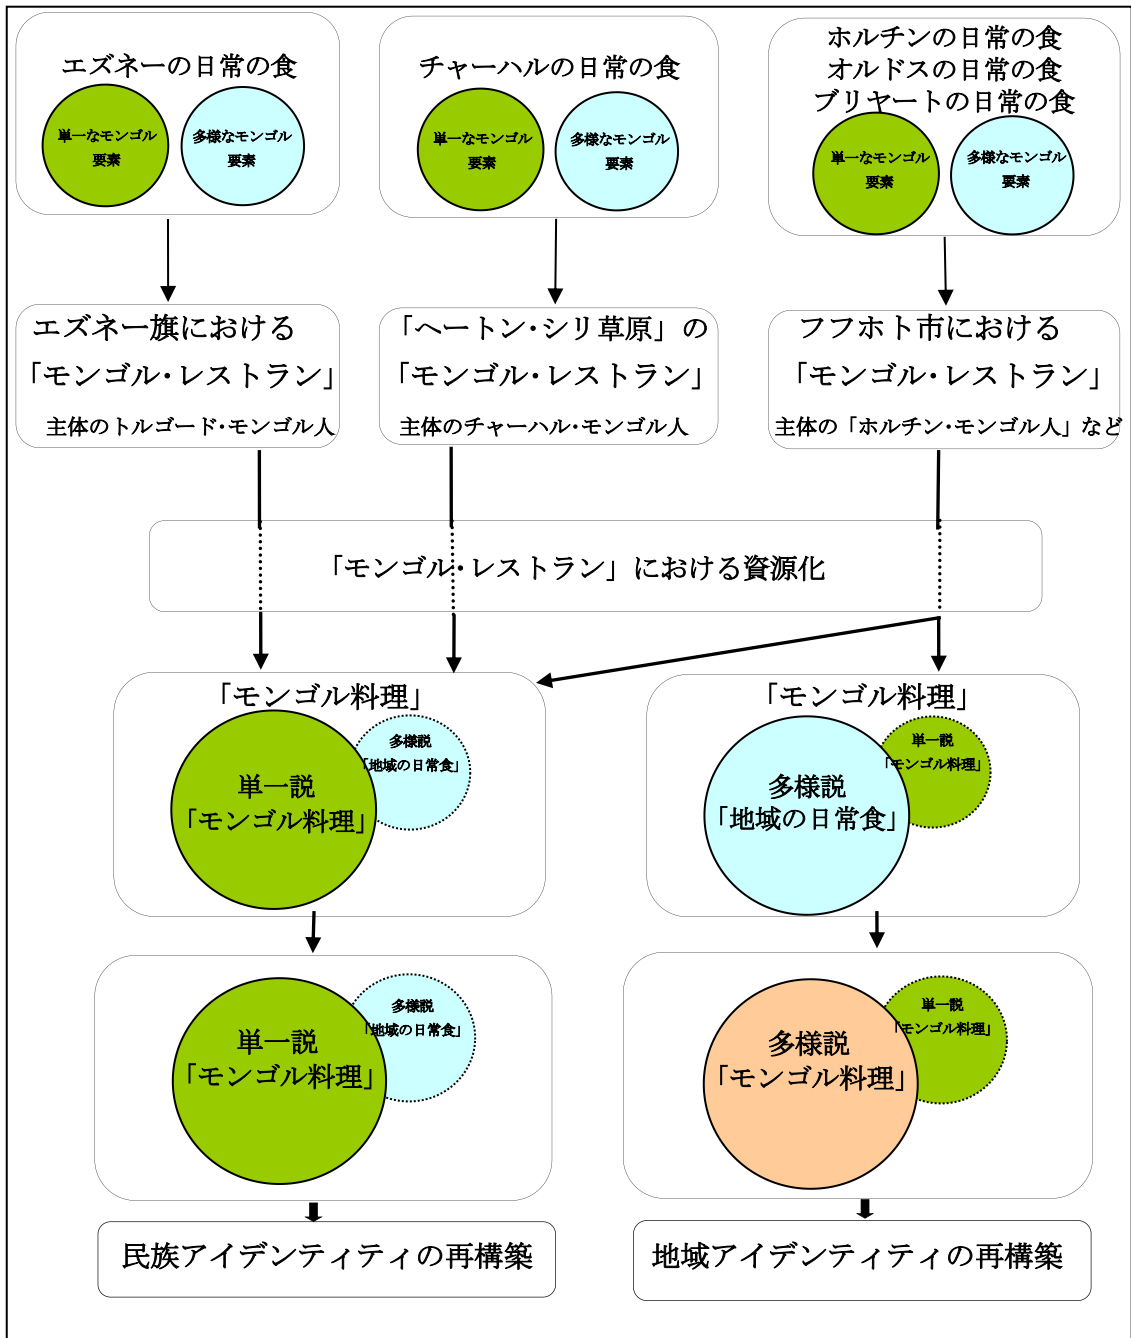 エズネーの日常の食
単一なモンゴル
要素
多様なモンゴル
要素
チャーハルの日常の食
単一なモンゴル
要素
多様なモンゴル
要素
ホルチンの日常の食
オルドスの日常の食
ブリヤートの日常の食
単一なモンゴル
要素
多様なモンゴル
要素
エズネー旗における
「モンゴル・レストラン」
主体のトルゴード・モンゴル人
「ヘートン・シリ草原」の
「モンゴル・レストラン」
主体のチャーハル・モンゴル人
フフホト市における
「モンゴル・レストラン」
主体の「ホルチン・モンゴル人」など
「モンゴル・レストラン」における資源化
「モンゴル料理」
単一説
「モンゴル料理」
多様説
「地域の日常食」
「モンゴル料理」
多様説
「地域の日常食」
単一説
「モンゴル料理」
単一説
「モンゴル料理」
多様説
「地域の日常食」
多様説
「モンゴル料理」
単一説
「モンゴル料理」
民族アイデンティティの再構築
地域アイデンティティの再構築